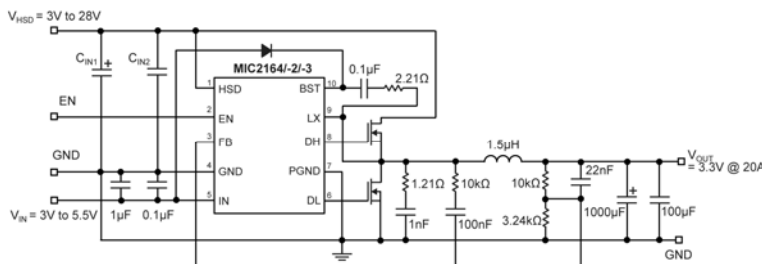 V_HSD = 3V to 28V
C_IN1
C_IN2
MIC2164/-2/-3
0.1µF
2.21Ω
1
HSD
BST
10
EN
2
EN
LX
9
3
FB
DH
8
1.5µH
GND
4
GND
PGND
7
V_OUT
= 3.3V @ 20A
1.21Ω
10kΩ
10kΩ
22nF
5
IN
DL
6
V_IN = 3V to 5.5V
1µF
0.1µF
1nF
100nF
3.24kΩ
1000µF
100µF
GND